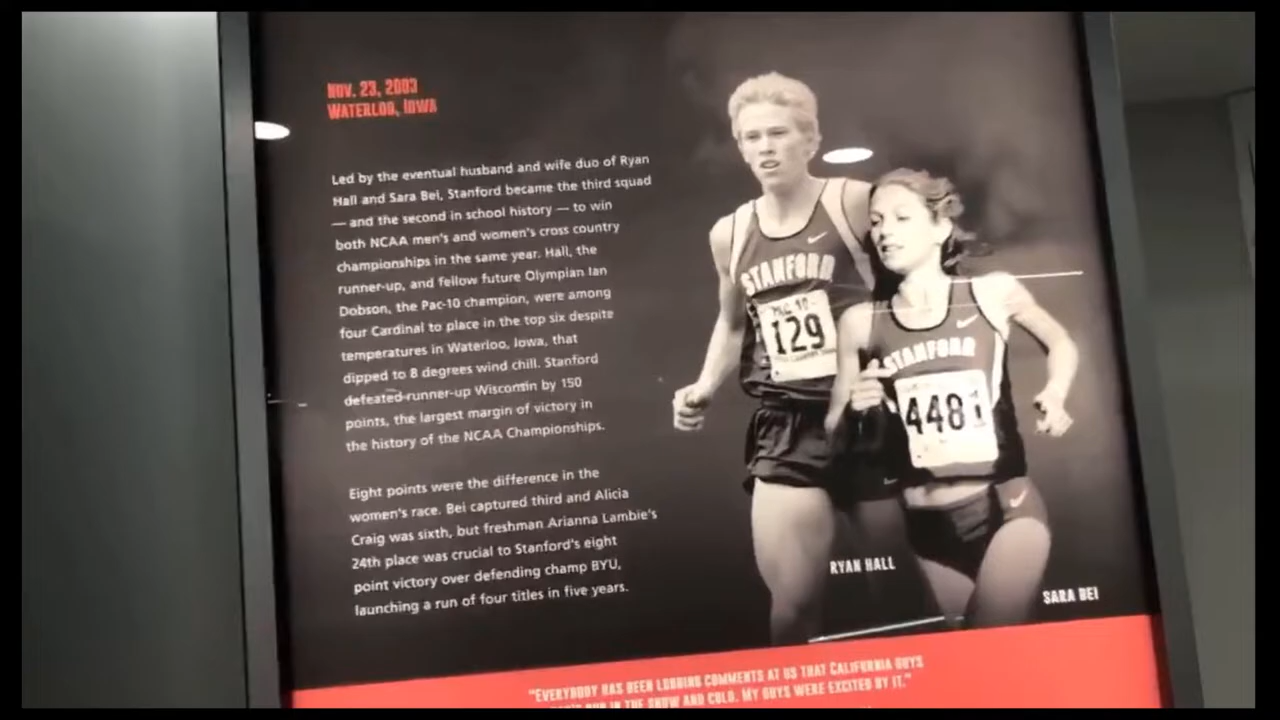 NOV. 23, 2003
WATERLOO, IOWA
Led by the eventual husband and wife duo of Ryan
Hall and Sara Bei, Stanford became the third squad
— and the second in school history — to win
both NCAA men's and women's cross country
championships in the same year. Hall, the
runner-up, and fellow future Olympian Ian
Dobson, the Pac-10 champion, were among
four Cardinal to place in the top six despite
temperatures in Waterloo, Iowa, that
dipped to 8 degrees wind chill. Stanford
defeated runner-up Wisconsin by 150
points, the largest margin of victory in
the history of the NCAA Championships.
Eight points were the difference in the
women's race. Bei captured third and Alicia
Craig was sixth, but freshman Arianna Lambie's
24th place was crucial to Stanford's eight
point victory over defending champ BYU,
launching a run of four titles in five years.
STANFORD
PAC-10
129
STANFORD
448
RYAN HALL
SARA BEI
"EVERYBODY HAS BEEN LOBBING COMMENTS AT US THAT CALIFORNIA GUYS
RUN IN THE SNOW AND COLD. MY GUYS WERE EXCITED BY IT."